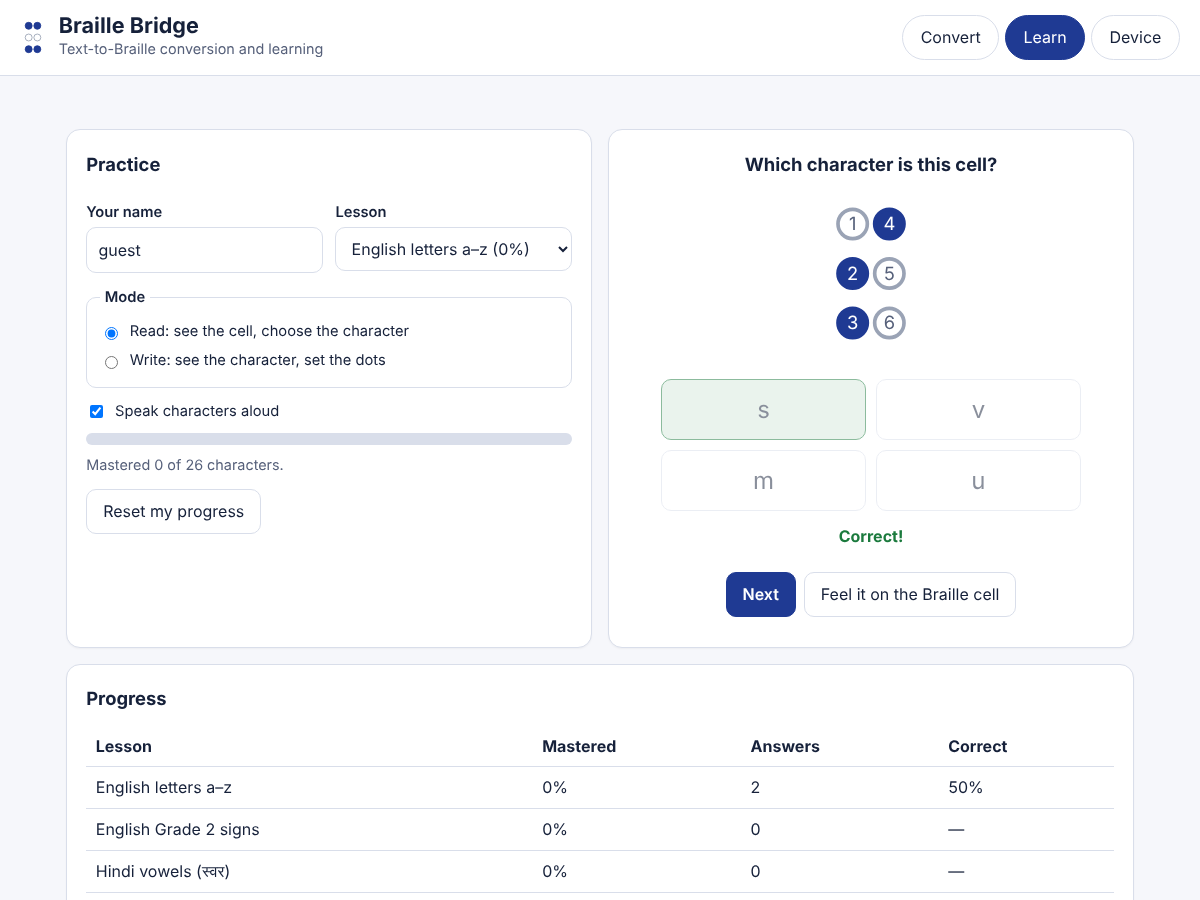 Braille Bridge
Text-to-Braille conversion and learning
Convert
Learn
Device
Practice
Your name
Lesson
guest
English letters a–z (0%)
Mode
Read: see the cell, choose the character
Write: see the character, set the dots
Speak characters aloud
Mastered 0 of 26 characters.
Reset my progress
Which character is this cell?
1 4
2 5
3 6
s v
m u
Correct!
Next
Feel it on the Braille cell
Progress
Lesson Mastered Answers Correct
English letters a–z 0% 2 50%
English Grade 2 signs 0% 0 —
Hindi vowels (स्वर) 0% 0 —